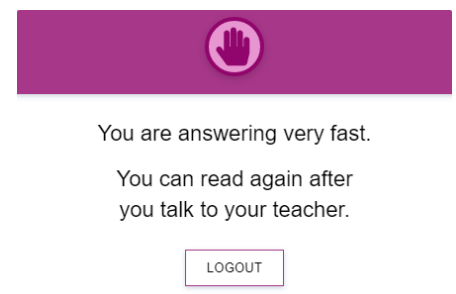 You are answering very fast.
You can read again after
you talk to your teacher.
LOGOUT